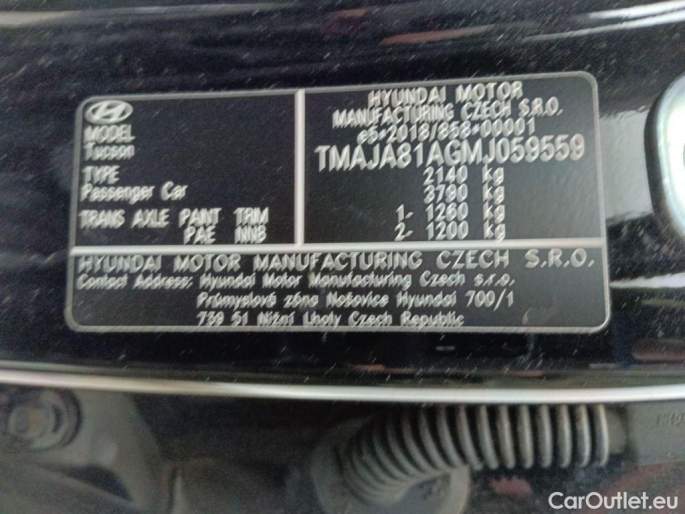 HYUNDAI MOTOR
MANUFACTURING CZECH S.R.O.
e5*2018/858*00001
TMAJA81AGMJ059559
MODEL
Tucson
TYPE
Passenger Car
TRANS AXLE PAINT TRIM
PAE NNB
2140 kg
3790 kg
1- 1260 kg
2- 1200 kg
HYUNDAI MOTOR MANUFACTURING CZECH S.R.O.
Contact Address: Hyundai Motor Manufacturing Czech s.r.o.
Průmyslová zóna Nošovice Hyundai 700/1
739 51 Nižní Lhoty Czech Republic
CarOutlet.eu